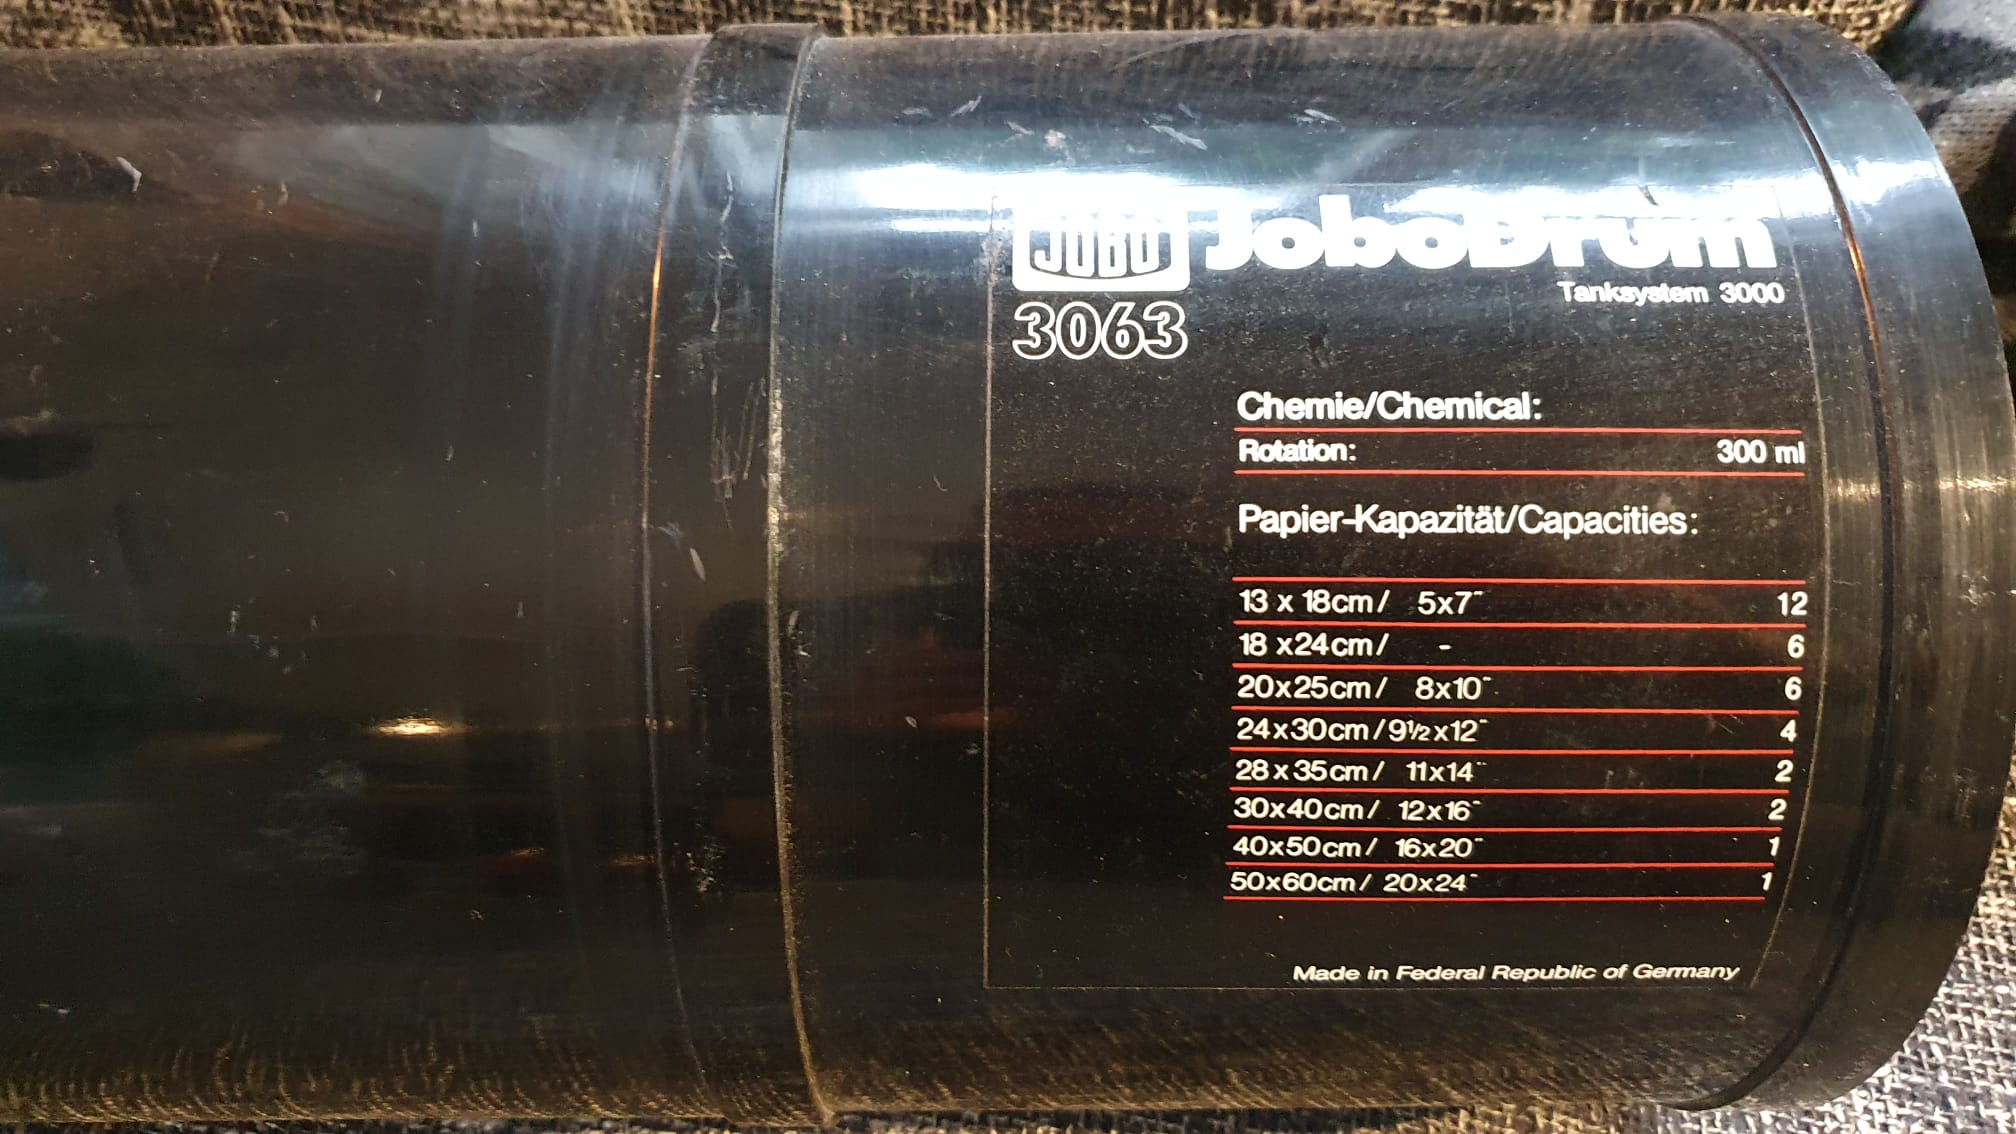 JOBO JoboDrum
Tanksystem 3000
3063
Chemie/Chemical:
Rotation: 300 ml
Papier-Kapazität/Capacities:
13 x 18cm/ 5x7" 12
18 x24cm/ - 6
20x25cm/ 8x10" 6
24x30cm/9½x12" 4
28x35cm/ 11x14" 2
30x40cm/ 12x16" 2
40x50cm/ 16x20" 1
50x60cm/ 20x24" 1
Made in Federal Republic of Germany